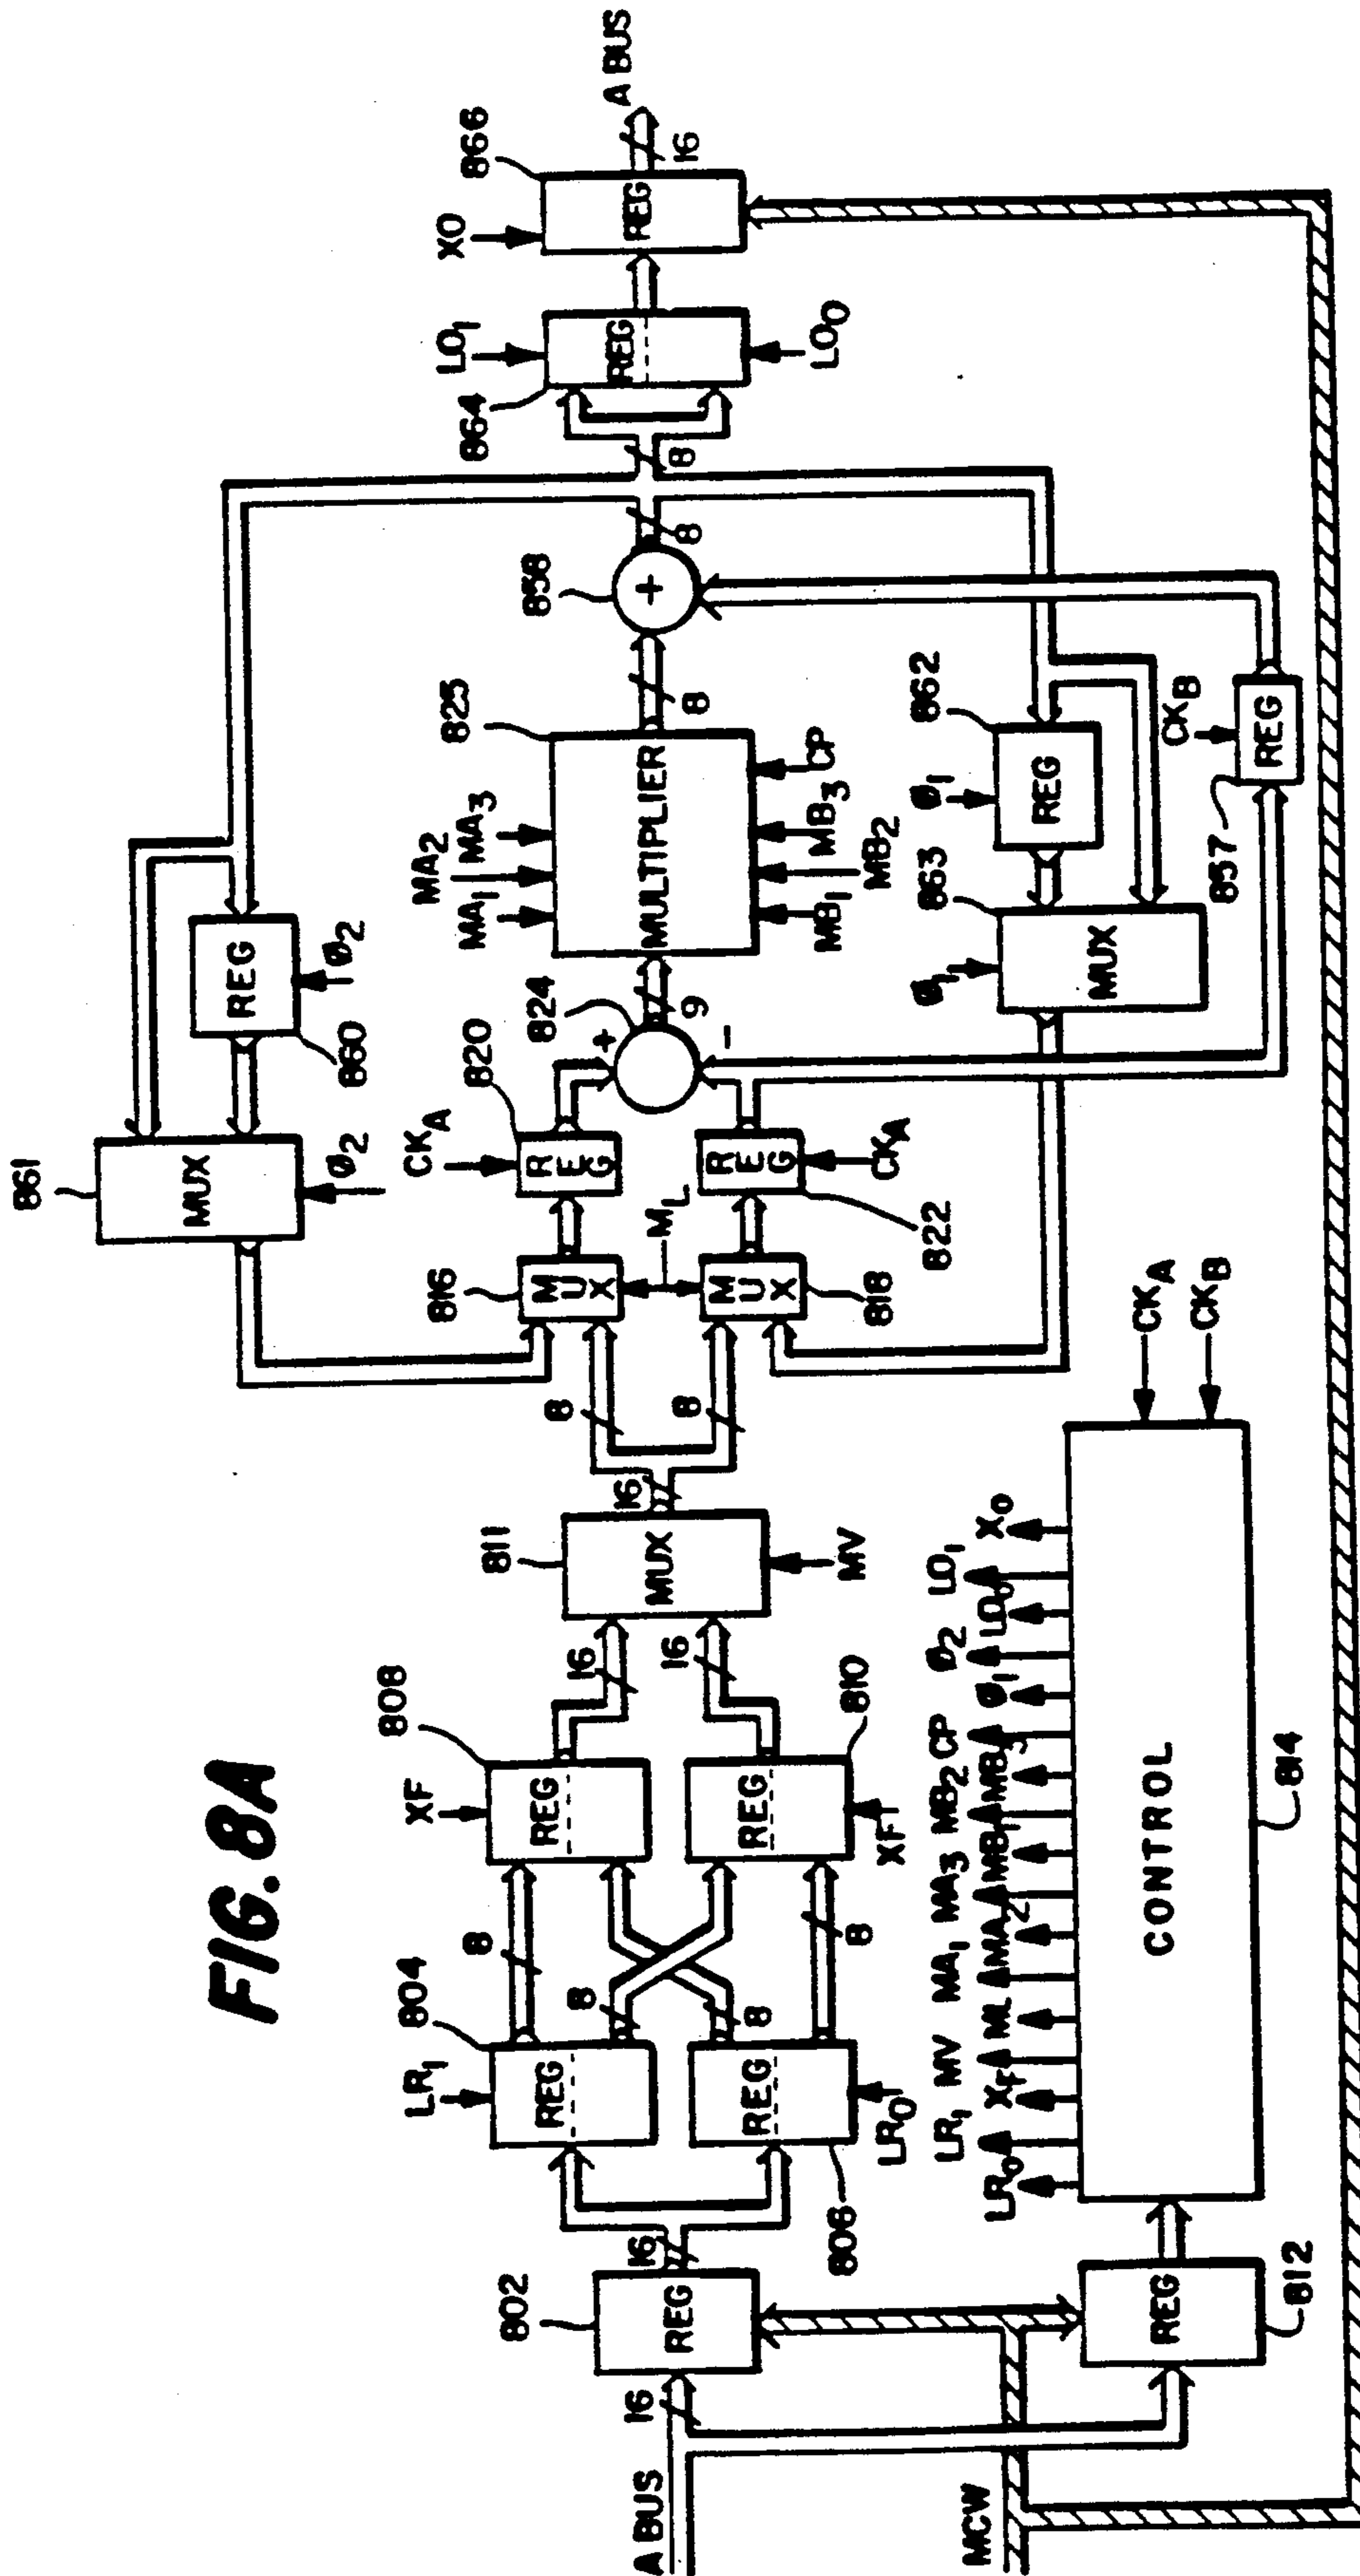 FIG. 8A
861
MUX
Ø2
REG
Ø2
860
A BUS
16
REG
802
16
LR1
804
REG
REG
LR0
806
8
8
8
8
XF
808
REG
REG
XF
810
16
16
811
MUX
MV
16
8
8
816
MUX
ML
MUX
818
CKA
820
REG
REG
CKA
822
824
+
-
9
MA1
MA2
MA3
825
MULTIPLIER
MB1
MB2
MB3
CP
8
858
+
8
8
864
LO1
REG
LO0
XO
866
REG
16
A BUS
863
Ø1
MUX
Ø1
862
REG
857
CKB
REG
MCW
REG
812
LR0
LR1
XF
MV
ML
MA1
MA2
MA3
MB1
MB2
MB3
CP
Ø1
Ø2
LO0
LO1
X0
CONTROL
814
CKA
CKB